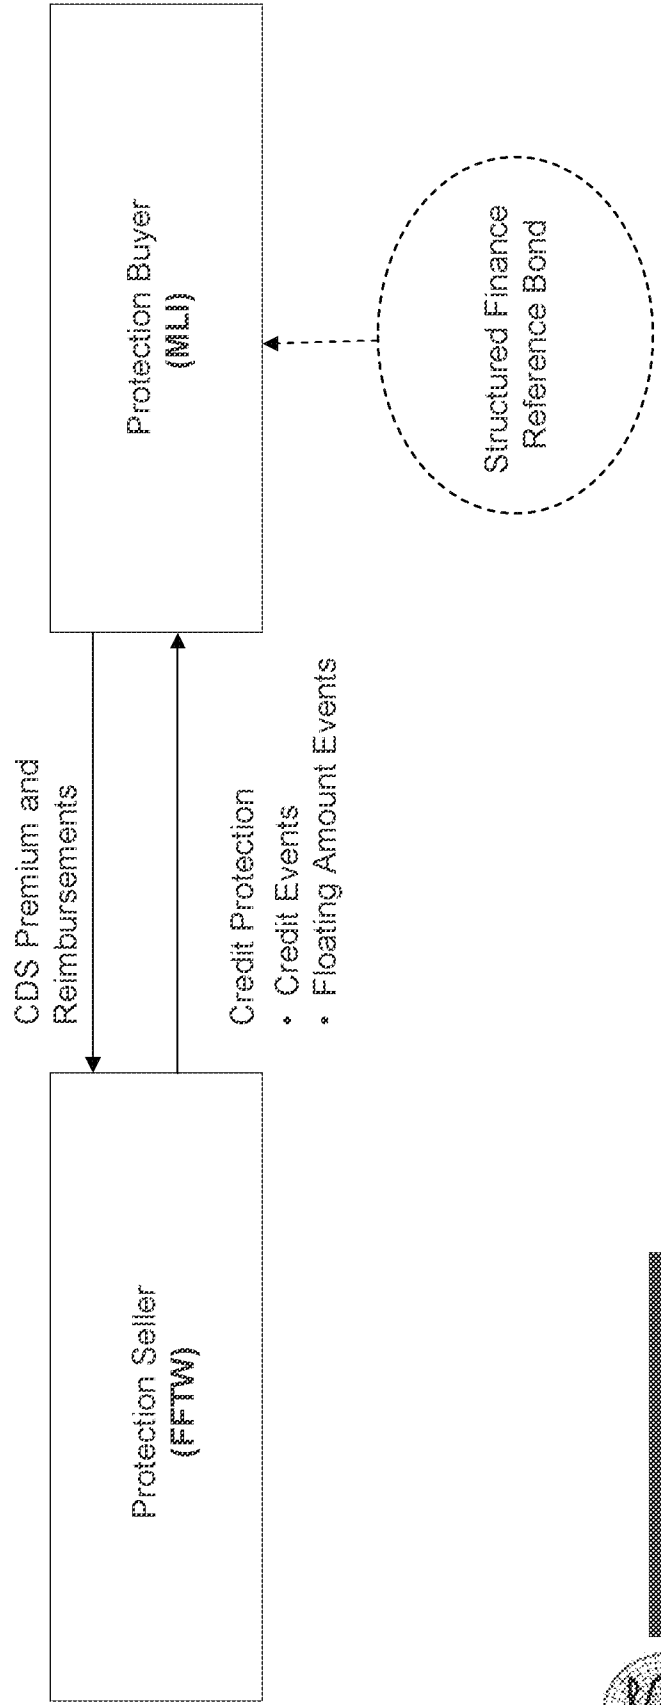 Protection Seller
(FFTW)
CDS Premium and
Reimbursements
Credit Protection
• Credit Events
• Floating Amount Events
Protection Buyer
(MLI)
Structured Finance
Reference Bond